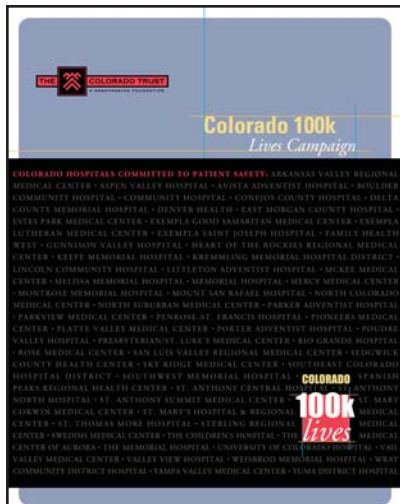 THE COLORADO TRUST
A GRANTMAKING FOUNDATION
Colorado 100k
Lives Campaign
COLORADO HOSPITALS COMMITTED TO PATIENT SAFETY: ARKANSAS VALLEY REGIONAL
MEDICAL CENTER • ASPEN VALLEY HOSPITAL • AVISTA ADVENTIST HOSPITAL • BOULDER
COMMUNITY HOSPITAL • COMMUNITY HOSPITAL • CONEJOS COUNTY HOSPITAL • DELTA
COUNTY MEMORIAL HOSPITAL • DENVER HEALTH • EAST MORGAN COUNTY HOSPITAL •
ESTES PARK MEDICAL CENTER • EXEMPLA GOOD SAMARITAN MEDICAL CENTER • EXEMPLA
LUTHERAN MEDICAL CENTER • EXEMPLA SAINT JOSEPH HOSPITAL • FAMILY HEALTH
WEST • GUNNISON VALLEY HOSPITAL • HEART OF THE ROCKIES REGIONAL MEDICAL
CENTER • KEEFE MEMORIAL HOSPITAL • KREMMLING MEMORIAL HOSPITAL DISTRICT •
LINCOLN COMMUNITY HOSPITAL • LITTLETON ADVENTIST HOSPITAL • MCKEE MEDICAL
CENTER • MELISSA MEMORIAL HOSPITAL • MEMORIAL HOSPITAL • MERCY MEDICAL CENTER
• MONTROSE MEMORIAL HOSPITAL • MOUNT SAN RAFAEL HOSPITAL • NORTH COLORADO
MEDICAL CENTER • NORTH SUBURBAN MEDICAL CENTER • PARKER ADVENTIST HOSPITAL
• PARKVIEW MEDICAL CENTER • PENROSE-ST. FRANCIS HOSPITAL • PIONEERS MEDICAL
CENTER • PLATTE VALLEY MEDICAL CENTER • PORTER ADVENTIST HOSPITAL • POUDRE
VALLEY HOSPITAL • PRESBYTERIAN/ST. LUKE'S MEDICAL CENTER • RIO GRANDE HOSPITAL
• ROSE MEDICAL CENTER • SAN LUIS VALLEY REGIONAL MEDICAL CENTER • SEDGWICK
COUNTY HEALTH CENTER • SKY RIDGE MEDICAL CENTER • SOUTHEAST COLORADO
HOSPITAL DISTRICT • SOUTHWEST MEMORIAL HOSPITAL • SPANISH
PEAKS REGIONAL HEALTH CENTER • ST. ANTHONY CENTRAL HOSPITAL • ST. ANTHONY
NORTH HOSPITAL • ST. ANTHONY SUMMIT MEDICAL CENTER • ST. MARY
CORWIN MEDICAL CENTER • ST. MARY'S HOSPITAL & REGIONAL MEDICAL
CENTER • ST. THOMAS MORE HOSPITAL • STERLING REGIONAL MEDICAL
CENTER • SWEDISH MEDICAL CENTER • THE CHILDREN'S HOSPITAL • THE MEDICAL
CENTER OF AURORA • THE MEMORIAL HOSPITAL • UNIVERSITY OF COLORADO HOSPITAL • VAIL
VALLEY MEDICAL CENTER • VALLEY VIEW HOSPITAL • WEISBROD MEMORIAL HOSPITAL • WRAY
COMMUNITY DISTRICT HOSPITAL • YAMPA VALLEY MEDICAL CENTER • YUMA DISTRICT HOSPITAL
COLORADO
100k
lives